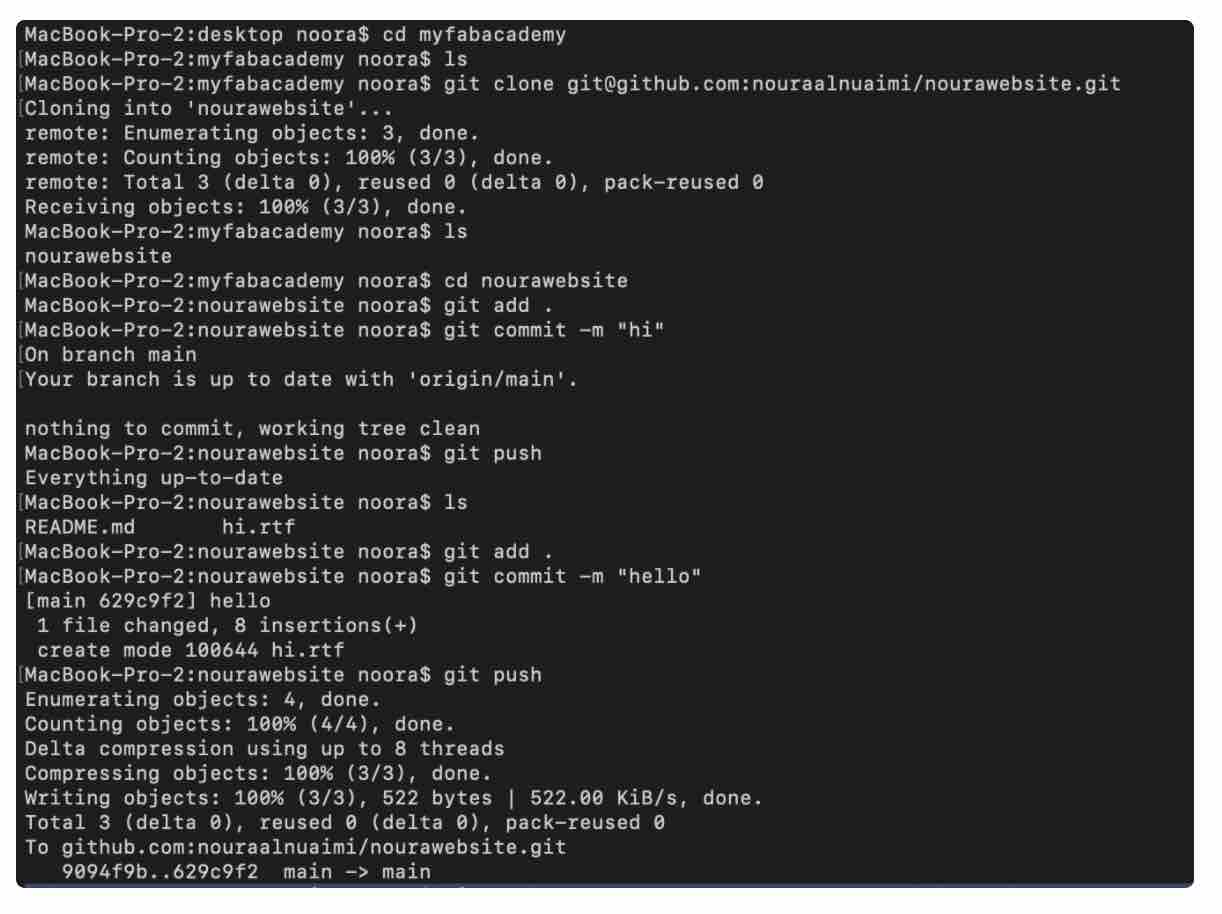 MacBook-Pro-2:desktop noora$ cd myfabacademy
[MacBook-Pro-2:myfabacademy noora$ ls
[MacBook-Pro-2:myfabacademy noora$ git clone git@github.com:nouraalnuaimi/nourawebsite.git
[Cloning into 'nourawebsite'...
remote: Enumerating objects: 3, done.
remote: Counting objects: 100% (3/3), done.
remote: Total 3 (delta 0), reused 0 (delta 0), pack-reused 0
Receiving objects: 100% (3/3), done.
MacBook-Pro-2:myfabacademy noora$ ls
nourawebsite
[MacBook-Pro-2:myfabacademy noora$ cd nourawebsite
MacBook-Pro-2:nourawebsite noora$ git add .
[MacBook-Pro-2:nourawebsite noora$ git commit -m "hi"
[On branch main
[Your branch is up to date with 'origin/main'.

nothing to commit, working tree clean
MacBook-Pro-2:nourawebsite noora$ git push
Everything up-to-date
[MacBook-Pro-2:nourawebsite noora$ ls
README.md       hi.rtf
[MacBook-Pro-2:nourawebsite noora$ git add .
[MacBook-Pro-2:nourawebsite noora$ git commit -m "hello"
[main 629c9f2] hello
 1 file changed, 8 insertions(+)
 create mode 100644 hi.rtf
[MacBook-Pro-2:nourawebsite noora$ git push
Enumerating objects: 4, done.
Counting objects: 100% (4/4), done.
Delta compression using up to 8 threads
Compressing objects: 100% (3/3), done.
Writing objects: 100% (3/3), 522 bytes | 522.00 KiB/s, done.
Total 3 (delta 0), reused 0 (delta 0), pack-reused 0
To github.com:nouraalnuaimi/nourawebsite.git
   9094f9b..629c9f2  main -> main